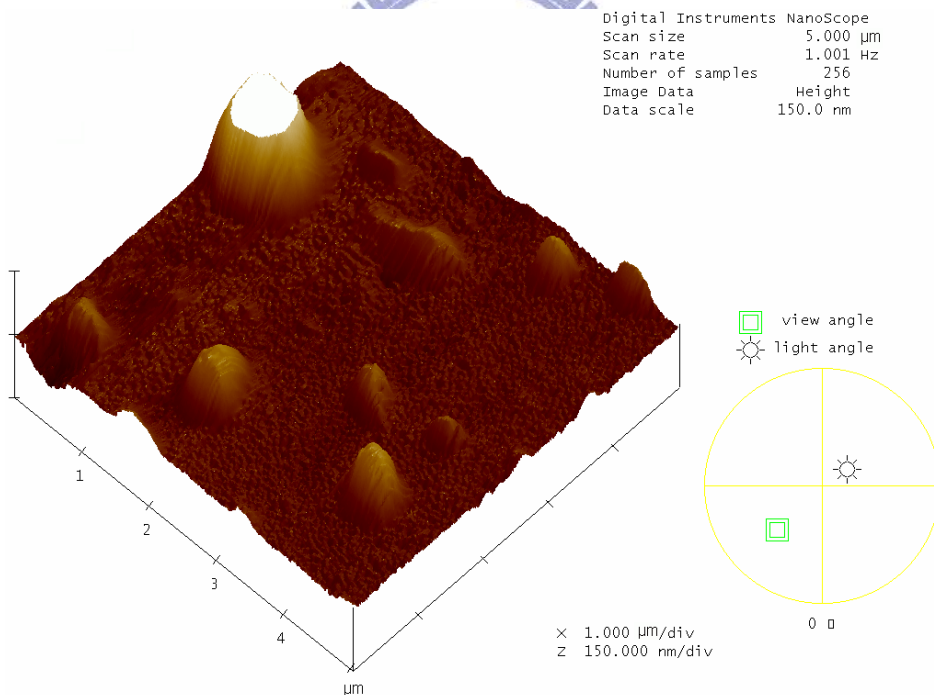 Digital Instruments NanoScope
Scan size 5.000 µm
Scan rate 1.001 Hz
Number of samples 256
Image Data Height
Data scale 150.0 nm
view angle
light angle
1
2
3
4
µm
X 1.000 µm/div
Z 150.000 nm/div
0 □